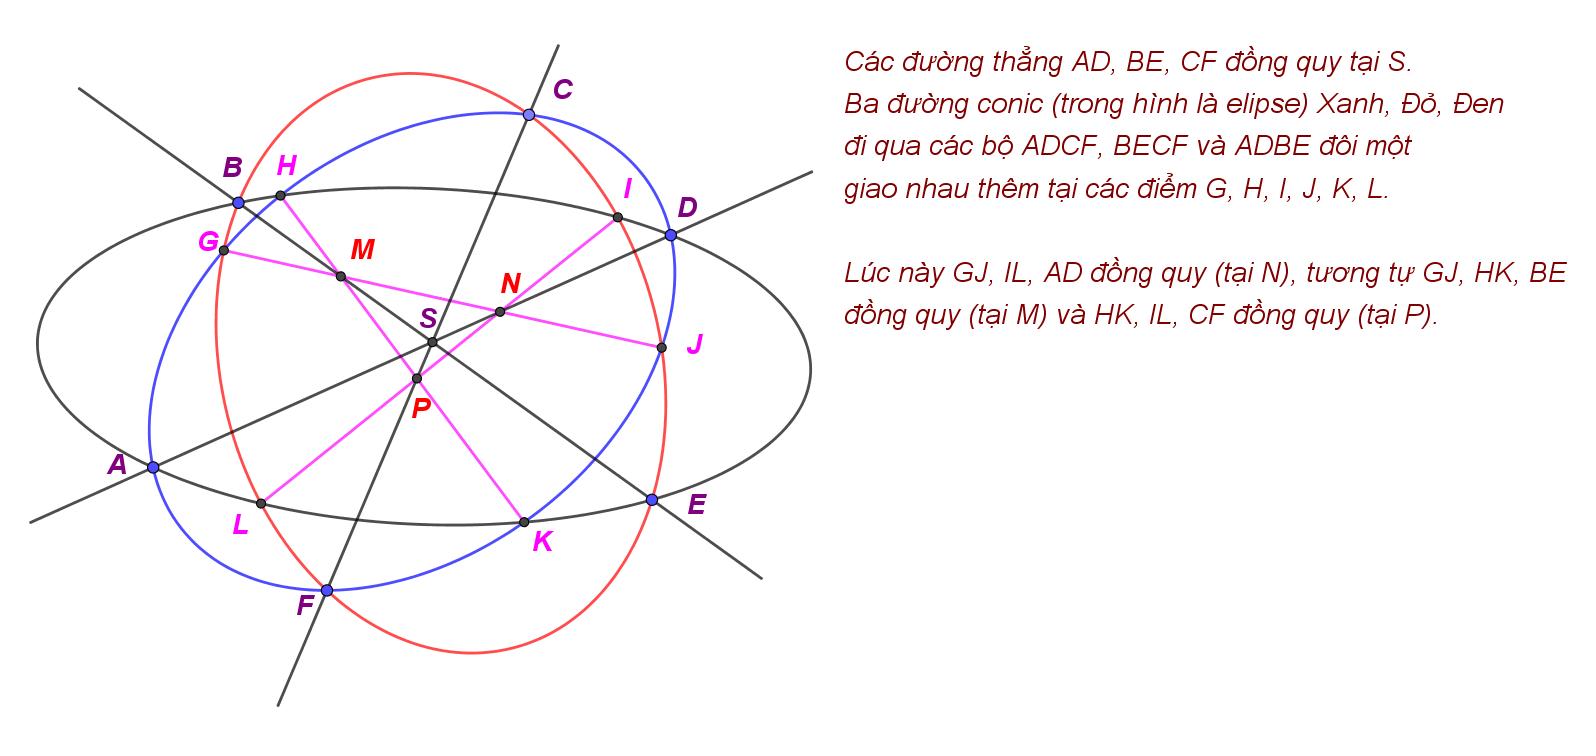 Các đường thẳng AD, BE, CF đồng quy tại S.
Ba đường conic (trong hình là elipse) Xanh, Đỏ, Đen
đi qua các bộ ADCF, BECF và ADBE đôi một
giao nhau thêm tại các điểm G, H, I, J, K, L.
Lúc này GJ, IL, AD đồng quy (tại N), tương tự GJ, HK, BE
đồng quy (tại M) và HK, IL, CF đồng quy (tại P).
C
B
H
I
D
G
M
N
S
J
P
A
L
K
E
F